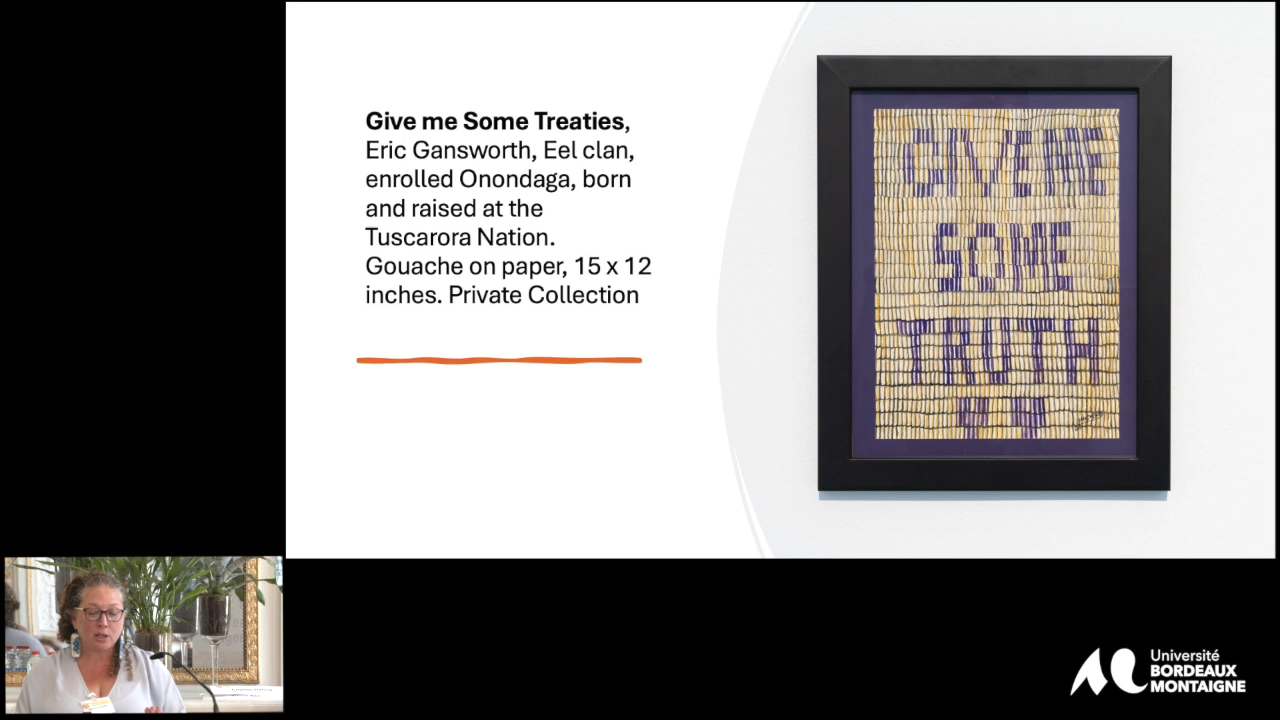 Give me Some Treaties,
Eric Gansworth, Eel clan,
enrolled Onondaga, born
and raised at the
Tuscarora Nation.
Gouache on paper, 15 x 12
inches. Private Collection
GIVE ME
SOME
TRUTH
Université
BORDEAUX
MONTAIGNE